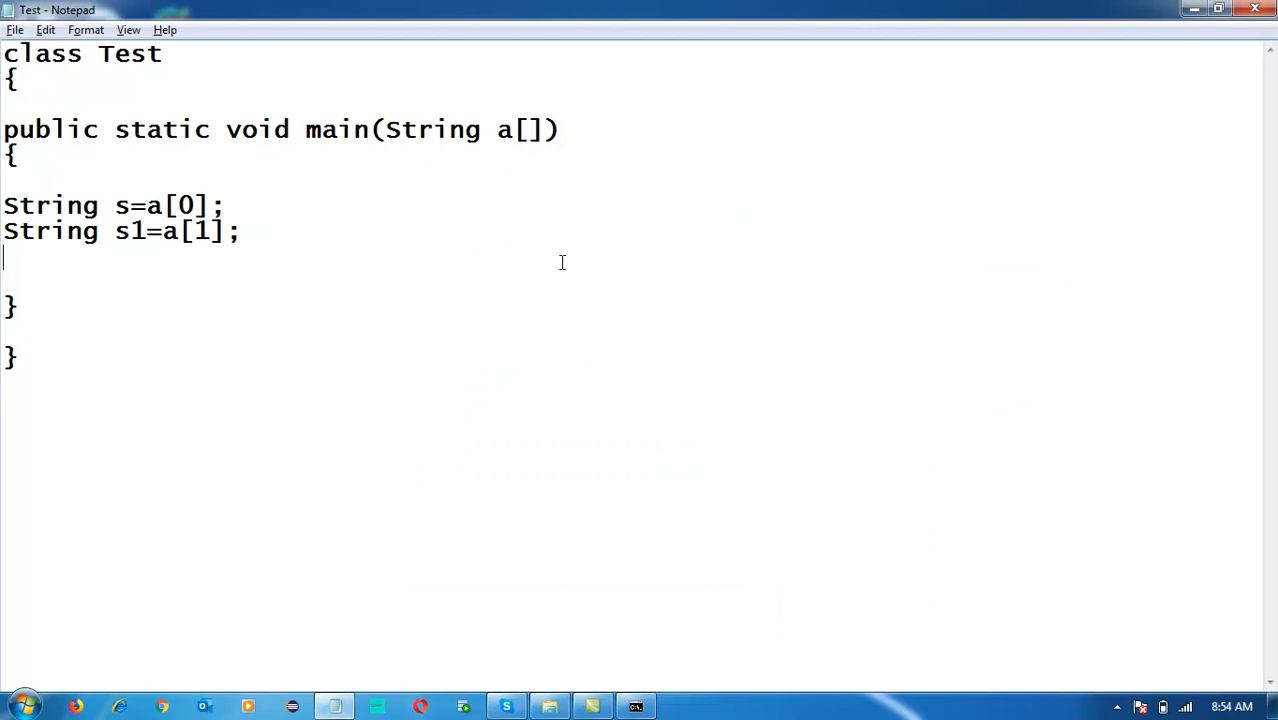 Test - Notepad
File Edit Format View Help
class Test
{
public static void main(String a[])
{
String s=a[0];
String s1=a[1];
}
}
8:54 AM